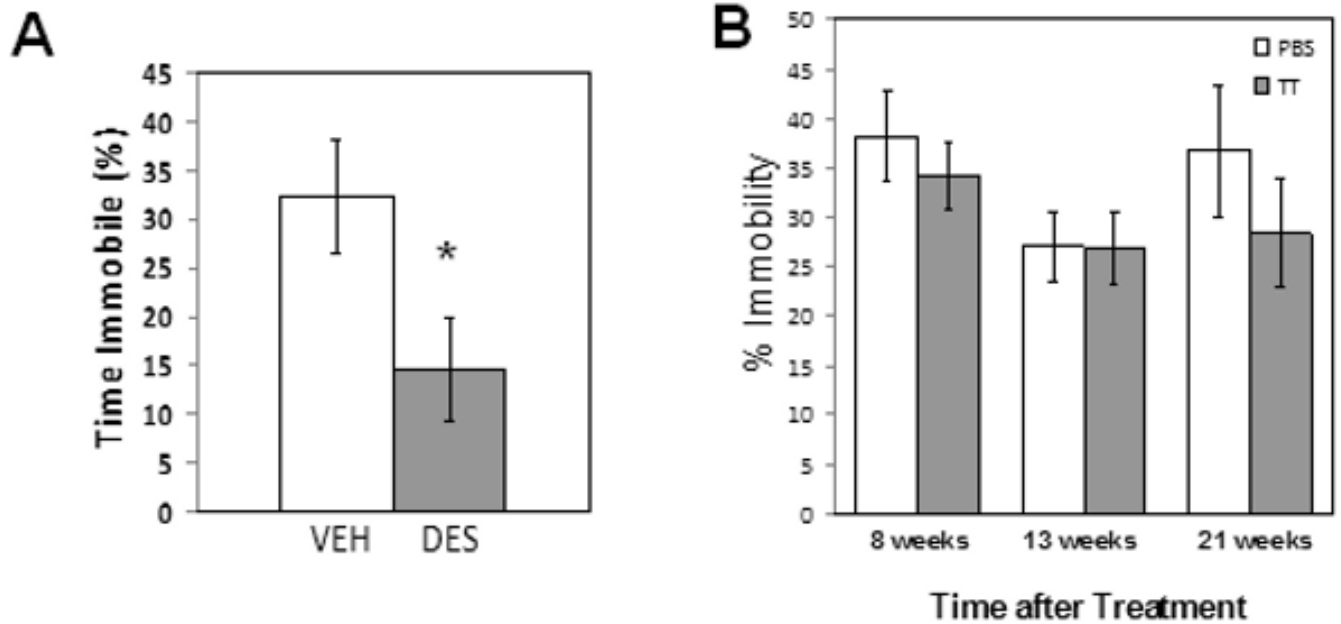 A
Time Immobile (%)
45
40
35
30
25
20
15
10
5
0
VEH DES
*
B
% Immobility
50
45
40
35
30
25
20
15
10
5
0
PBS
TT
8 weeks 13 weeks 21 weeks
Time after Treatment